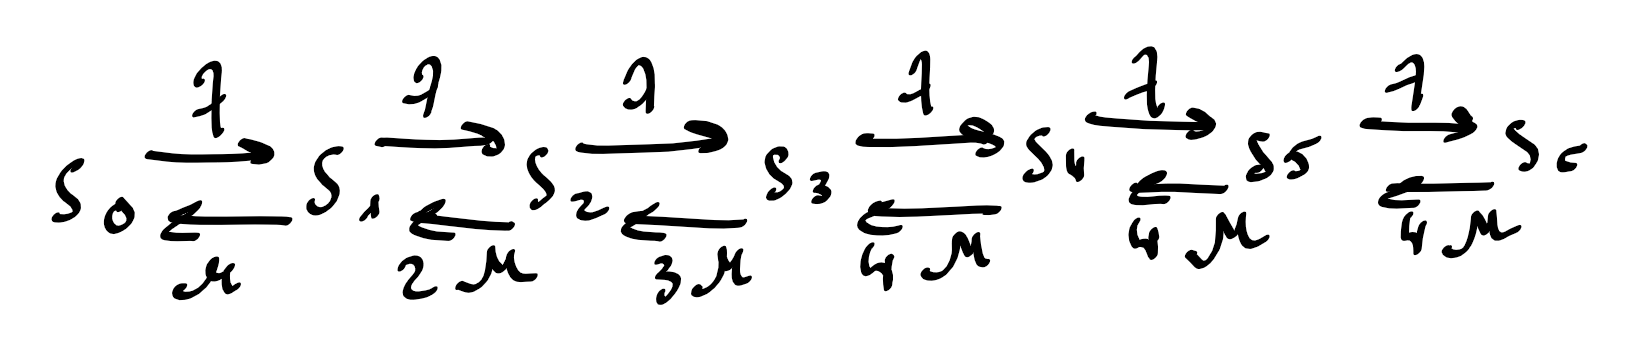 λ λ λ λ λ λ
S0 S1 S2 S3 S4 S5 S6
μ 2μ 3μ 4μ 4μ 4μ